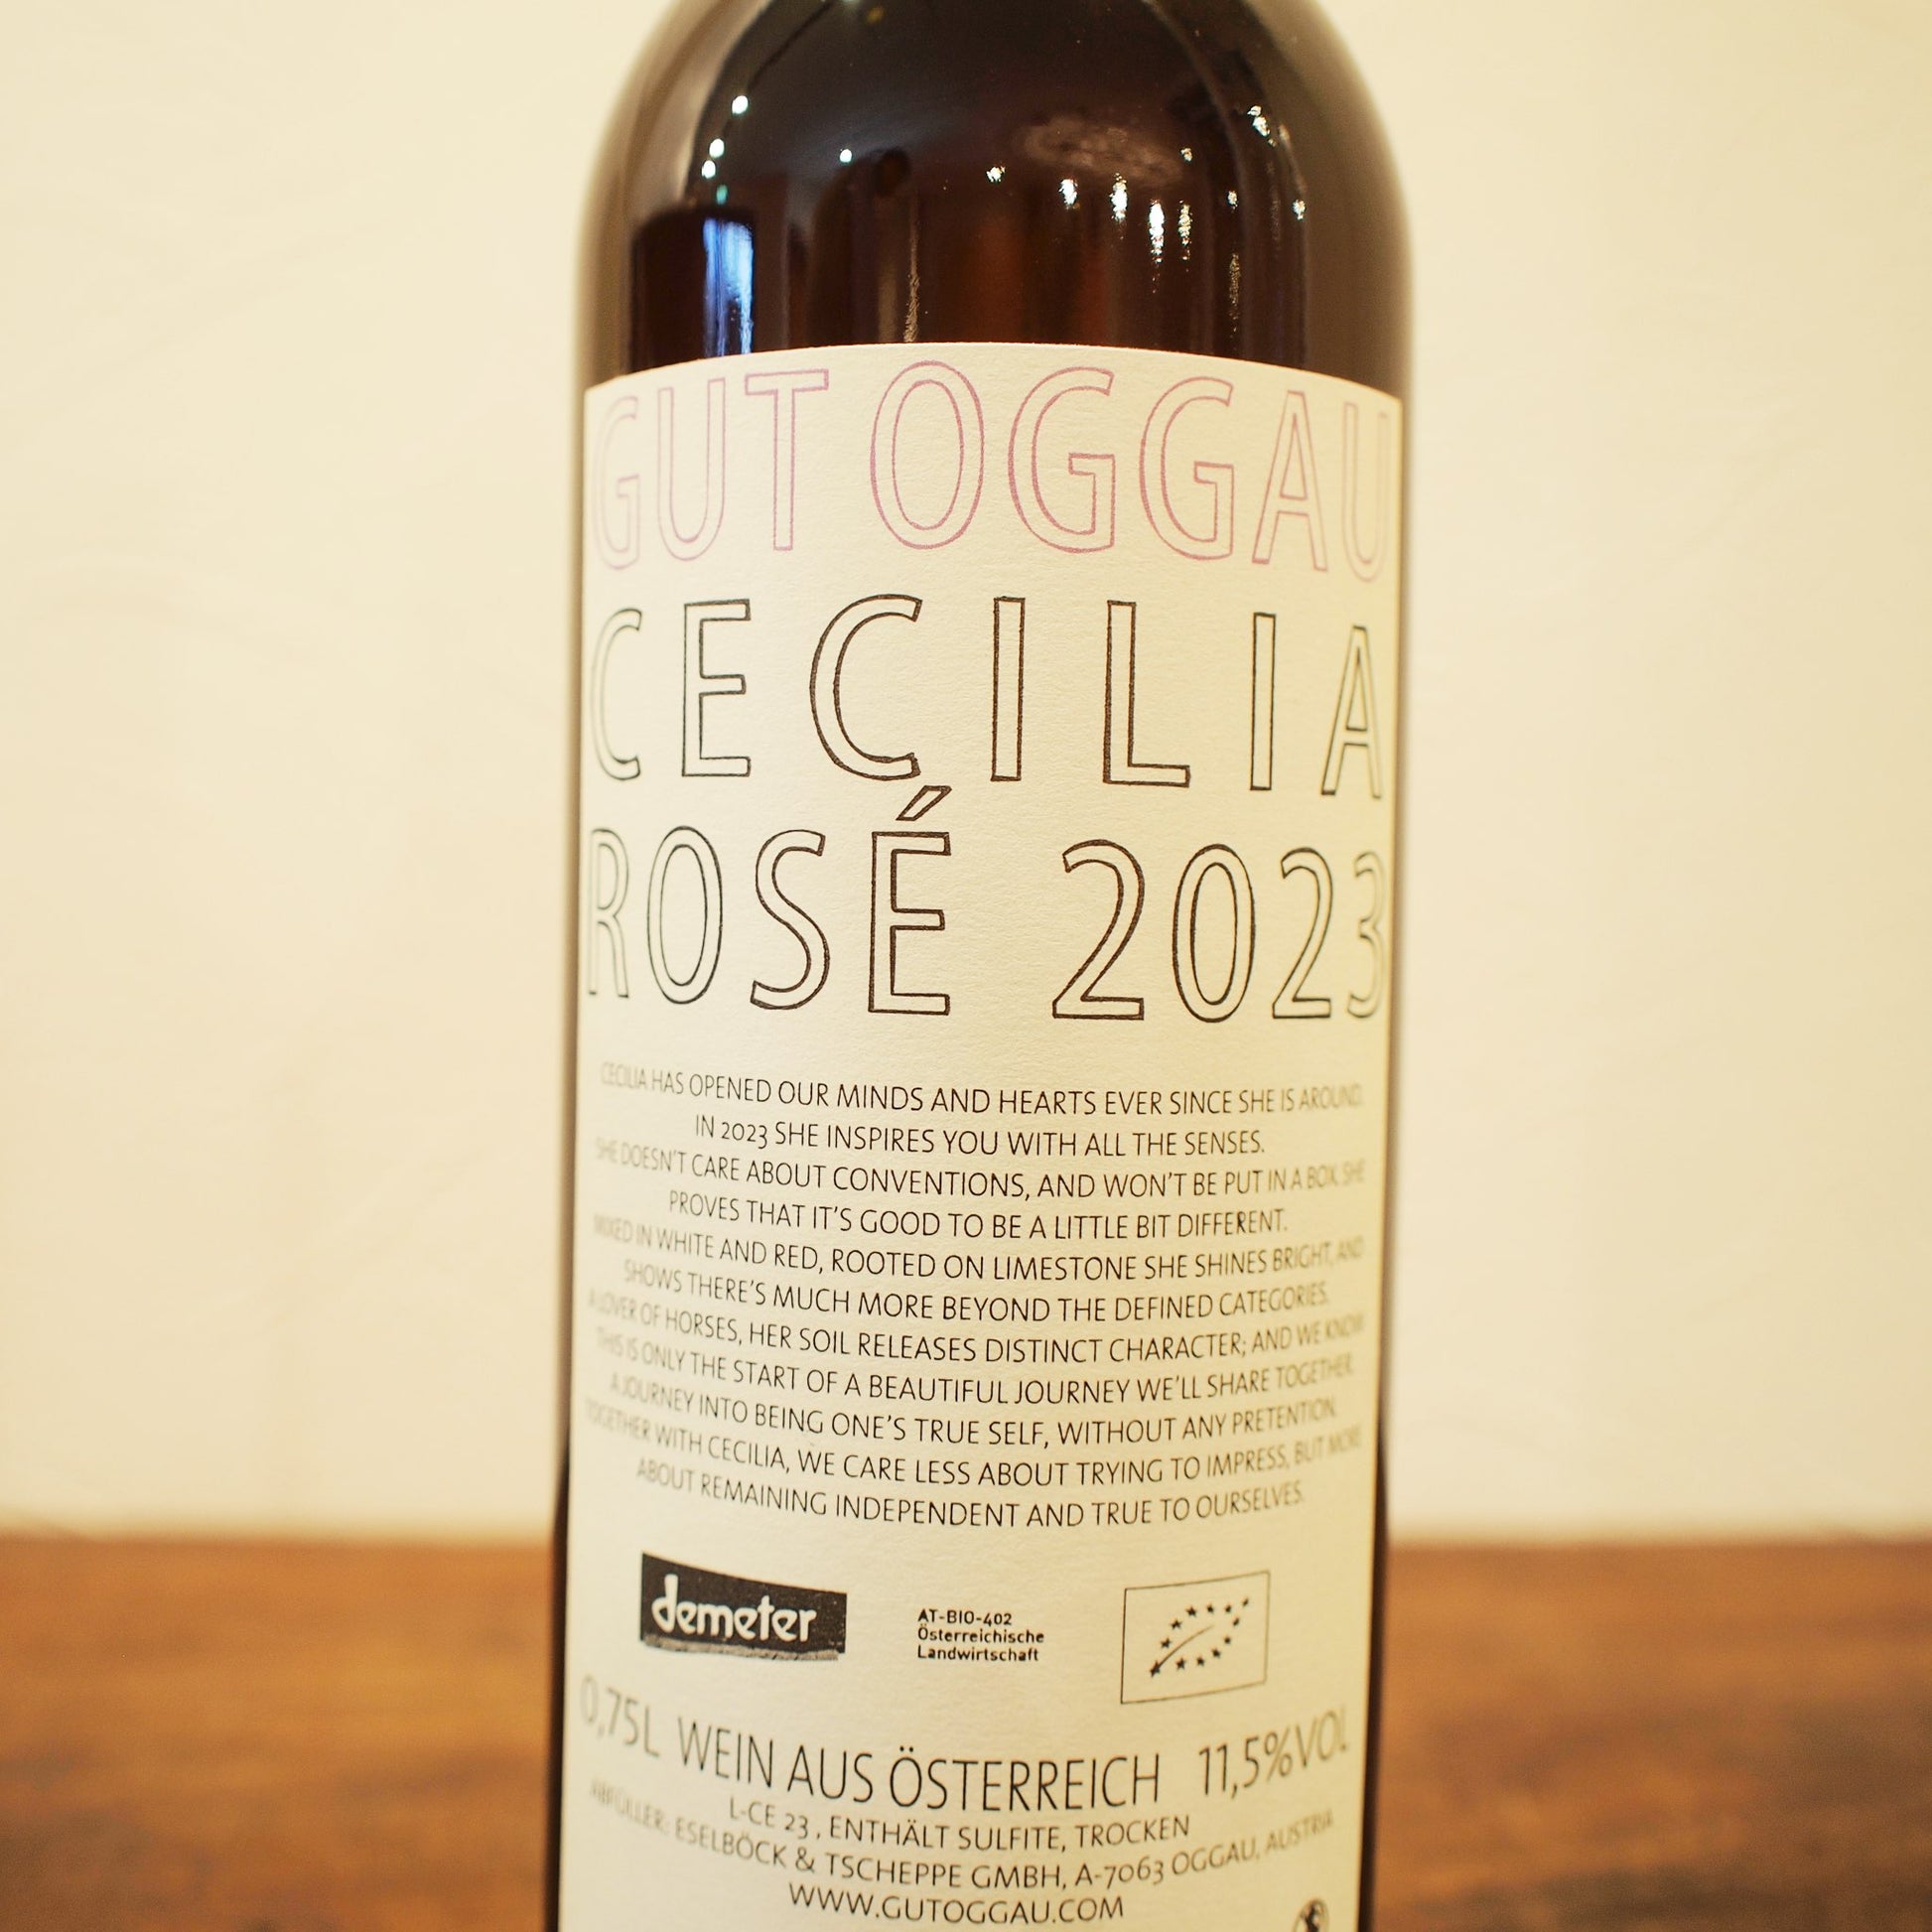 GUT OGGAU
CECILIA
ROSÉ 2023
CECILIA HAS OPENED OUR MINDS AND HEARTS EVER SINCE SHE IS AROUND.
IN 2023 SHE INSPIRES YOU WITH ALL THE SENSES.
SHE DOESN'T CARE ABOUT CONVENTIONS, AND WON'T BE PUT IN A BOX. SHE
PROVES THAT IT'S GOOD TO BE A LITTLE BIT DIFFERENT.
MIXED IN WHITE AND RED, ROOTED ON LIMESTONE SHE SHINES BRIGHT, AND
SHOWS THERE'S MUCH MORE BEYOND THE DEFINED CATEGORIES.
A LOVER OF HORSES, HER SOIL RELEASES DISTINCT CHARACTER; AND WE KNOW
THIS IS ONLY THE START OF A BEAUTIFUL JOURNEY WE'LL SHARE TOGETHER.
A JOURNEY INTO BEING ONE'S TRUE SELF, WITHOUT ANY PRETENTION.
TOGETHER WITH CECILIA, WE CARE LESS ABOUT TRYING TO IMPRESS, BUT MORE
ABOUT REMAINING INDEPENDENT AND TRUE TO OURSELVES.
demeter
AT-BIO-402
Österreichische
Landwirtschaft
0,75L WEIN AUS ÖSTERREICH 11,5%VOL
L-CE 23, ENTHÄLT SULFITE, TROCKEN
ABFÜLLER: ESELBÖCK & TSCHEPPE GMBH, A-7063 OGGAU, AUSTRIA
WWW.GUTOGGAU.COM